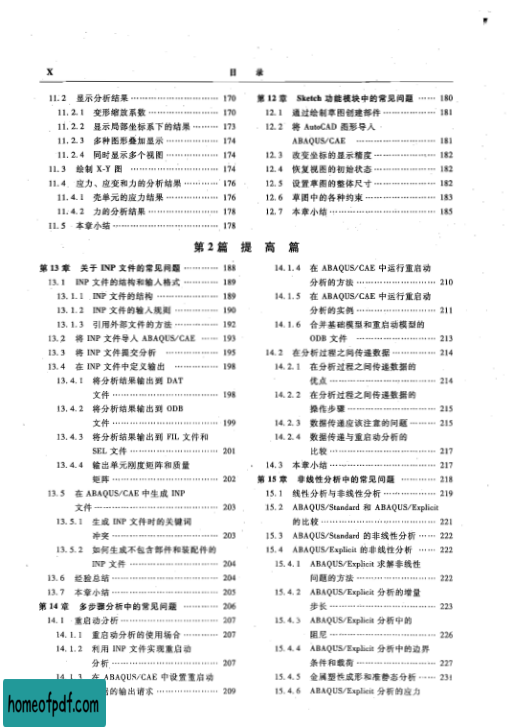 X 目 录
11.2 显示分析结果 …… 170
11.2.1 变形缩放系数 …… 170
11.2.2 显示局部坐标系下的结果 …… 173
11.2.3 多种图形叠加显示 …… 174
11.2.4 同时显示多个视图 …… 174
11.3 绘制 X-Y 图 …… 174
11.4 应力、应变和力的分析结果 …… 176
11.4.1 壳单元的应力结果 …… 176
11.4.2 力的分析结果 …… 178
11.5 本章小结 …… 178
第 12 章 Sketch 功能模块中的常见问题 …… 180
12.1 通过绘制草图创建部件 …… 181
12.2 将 AutoCAD 图形导入
ABAQUS/CAE …… 181
12.3 改变坐标的显示精度 …… 182
12.4 恢复视图的初始状态 …… 182
12.5 设置草图的整体尺寸 …… 182
12.6 草图中的各种约束 …… 183
12.7 本章小结 …… 185
第 2 篇 提 高 篇
第 13 章 关于 INP 文件的常见问题 …… 188
13.1 INP 文件的结构和输入格式 …… 189
13.1.1 INP 文件的结构 …… 189
13.1.2 INP 文件的输入规则 …… 190
13.1.3 引用外部文件的方法 …… 192
13.2 将 INP 文件导入 ABAQUS/CAE …… 193
13.3 将 INP 文件提交分析 …… 195
13.4 在 INP 文件中定义输出 …… 198
13.4.1 将分析结果输出到 DAT
文件 …… 198
13.4.2 将分析结果输出到 ODB
文件 …… 199
13.4.3 将分析结果输出到 FIL 文件和
SEL 文件 …… 201
13.4.4 输出单元刚度矩阵和质量
矩阵 …… 202
13.5 在 ABAQUS/CAE 中生成 INP
文件 …… 203
13.5.1 生成 INP 文件时的关键词
冲突 …… 203
13.5.2 如何生成不包含部件和装配件的
INP 文件 …… 204
13.6 经验总结 …… 204
13.7 本章小结 …… 205
第 14 章 多步骤分析中的常见问题 …… 206
14.1 重启动分析 …… 207
14.1.1 重启动分析的使用场合 …… 207
14.1.2 利用 INP 文件实现重启动
分析 …… 207
14.1.3 在 ABAQUS/CAE 中设置重启动
的输出请求 …… 209
14.1.4 在 ABAQUS/CAE 中运行重启动
分析的方法 …… 210
14.1.5 在 ABAQUS/CAE 中运行重启动
分析的实例 …… 211
14.1.6 合并基础模型和重启动模型的
ODB 文件 …… 213
14.2 在分析过程之间传递数据 …… 214
14.2.1 在分析过程之间传递数据的
优点 …… 214
14.2.2 在分析过程之间传递数据的
操作步骤 …… 215
14.2.3 数据传递应该注意的问题 …… 215
14.2.4 数据传递与重启动分析的
比较 …… 217
14.3 本章小结 …… 217
第 15 章 非线性分析中的常见问题 …… 218
15.1 线性分析与非线性分析 …… 219
15.2 ABAQUS/Standard 和 ABAQUS/Explicit
的比较 …… 221
15.3 ABAQUS/Standard 的非线性分析 …… 222
15.4 ABAQUS/Explicit 的非线性分析 …… 222
15.4.1 ABAQUS/Explicit 求解非线性
问题的方法 …… 222
15.4.2 ABAQUS/Explicit 分析的增量
步长 …… 223
15.4.3 ABAQUS/Explicit 分析中的
阻尼 …… 226
15.4.4 ABAQUS/Explicit 分析中的边界
条件和载荷 …… 227
15.4.5 金属塑性成形和准静态分析 …… 231
15.4.6 ABAQUS/Explicit 分析的应力
homeofpdf.com